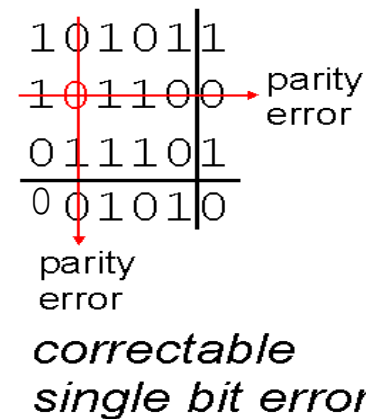 101011
101100
parity
error
011101
001010
parity
error
correctable
single bit error